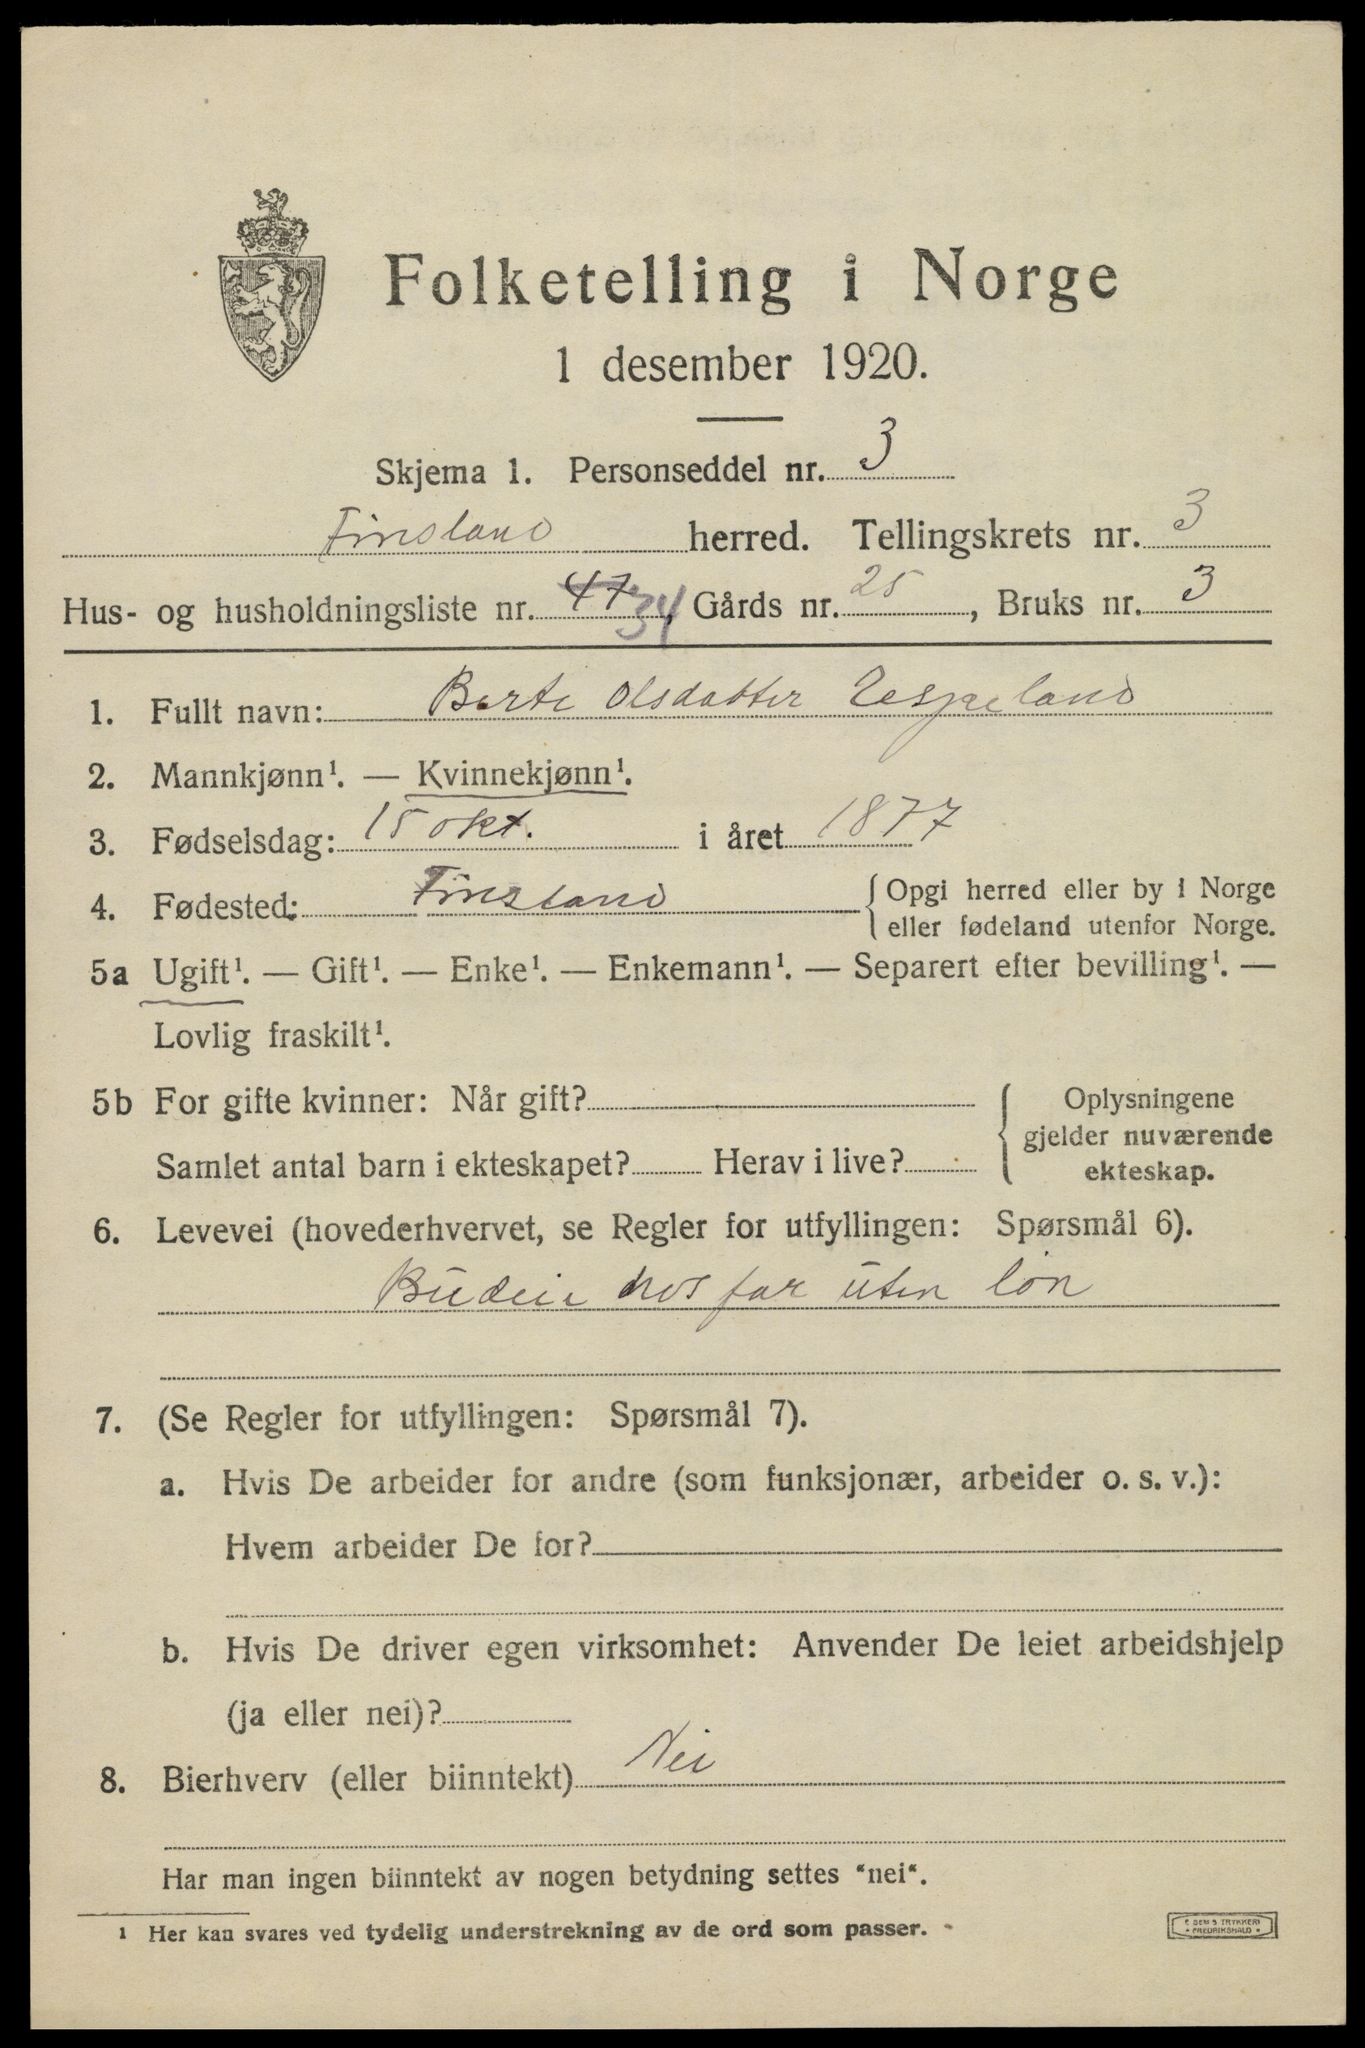 Folketelling i Norge
1 desember 1920.
Skjema 1. Personseddel nr. 3
Finsland herred. Tellingskrets nr. 3
Hus- og husholdningsliste nr. 47 34, Gårds nr. 25, Bruks nr. 3
1. Fullt navn: Berte Olsdatter Eespeland
2. Mannkjønn¹. — Kvinnekjønn¹.
3. Fødselsdag: 15 okt. i året 1877
4. Fødested: Finsland {Opgi herred eller by i Norge
eller fødeland utenfor Norge.
5a Ugift¹. — Gift¹. — Enke¹. — Enkemann¹. — Separert efter bevilling¹. —
Lovlig fraskilt¹.
5b For gifte kvinner: Når gift?
Samlet antal barn i ekteskapet? Herav i live?
Oplysningene
gjelder nuværende
ekteskap.
6. Levevei (hovederhvervet, se Regler for utfyllingen: Spørsmål 6).
Budeie hos far uten løn
7. (Se Regler for utfyllingen: Spørsmål 7).
a. Hvis De arbeider for andre (som funksjonær, arbeider o. s. v.):
Hvem arbeider De for?
b. Hvis De driver egen virksomhet: Anvender De leiet arbeidshjelp
(ja eller nei)?
8. Bierhverv (eller biinntekt) Nei
Har man ingen biinntekt av nogen betydning settes "nei".
¹ Her kan svares ved tydelig understrekning av de ord som passer.
E SEM S TRYKKERI
FREDRIKSHALD